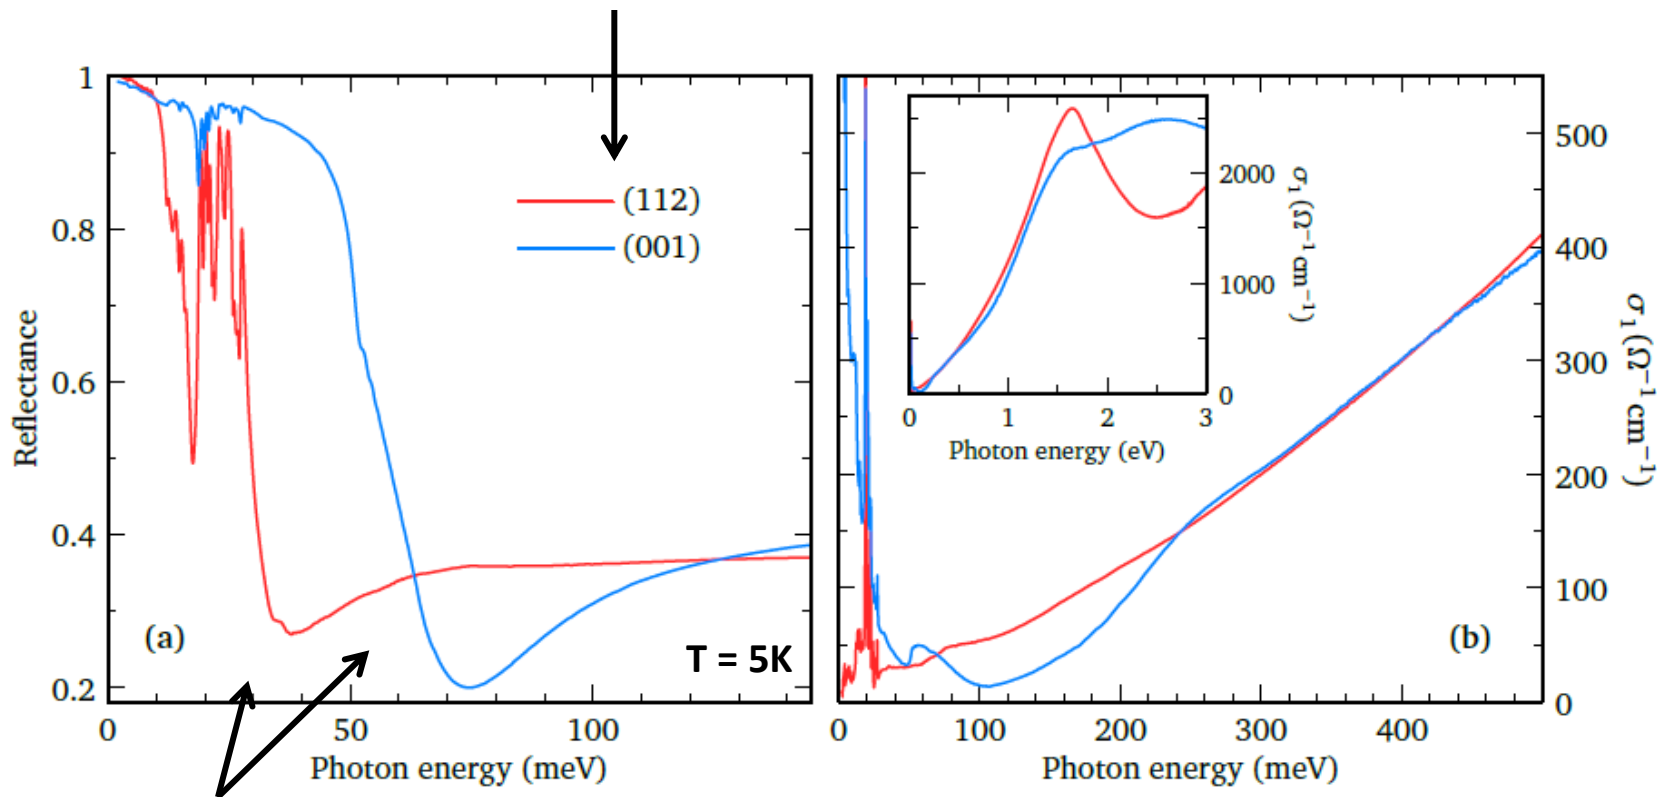 1
0.8
0.6
0.4
0.2
Reflectance
(112)
(001)
(a)
T = 5K
0 50 100
Photon energy (meV)
500
400
300
200
100
0
σ₁(Ω⁻¹cm⁻¹)
2000
1000
0
σ₁(Ω⁻¹cm⁻¹)
0 1 2 3
Photon energy (eV)
(b)
0 100 200 300 400
Photon energy (meV)